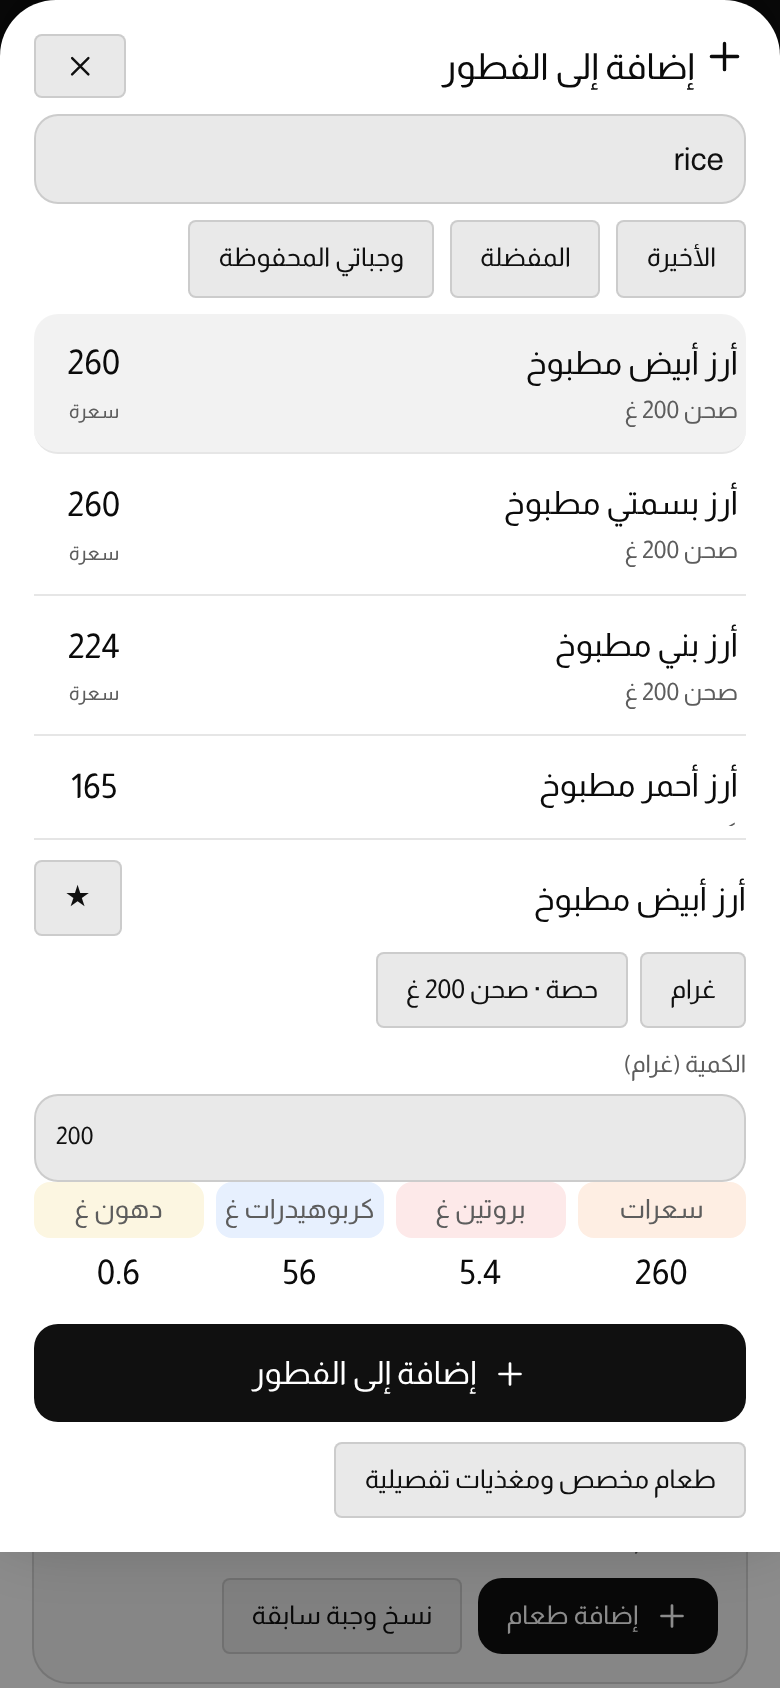 إضافة إلى الفطور
rice
الأخيرة
المفضلة
وجباتي المحفوظة
أرز أبيض مطبوخ
260
صحن 200 غ
سعرة
أرز بسمتي مطبوخ
260
صحن 200 غ
سعرة
أرز بني مطبوخ
224
صحن 200 غ
سعرة
أرز أحمر مطبوخ
165
أرز أبيض مطبوخ
غرام
حصة · صحن 200 غ
الكمية (غرام)
200
سعرات
بروتين غ
كربوهيدرات غ
دهون غ
260
5.4
56
0.6
إضافة إلى الفطور
طعام مخصص ومغذيات تفصيلية
إضافة طعام
نسخ وجبة سابقة